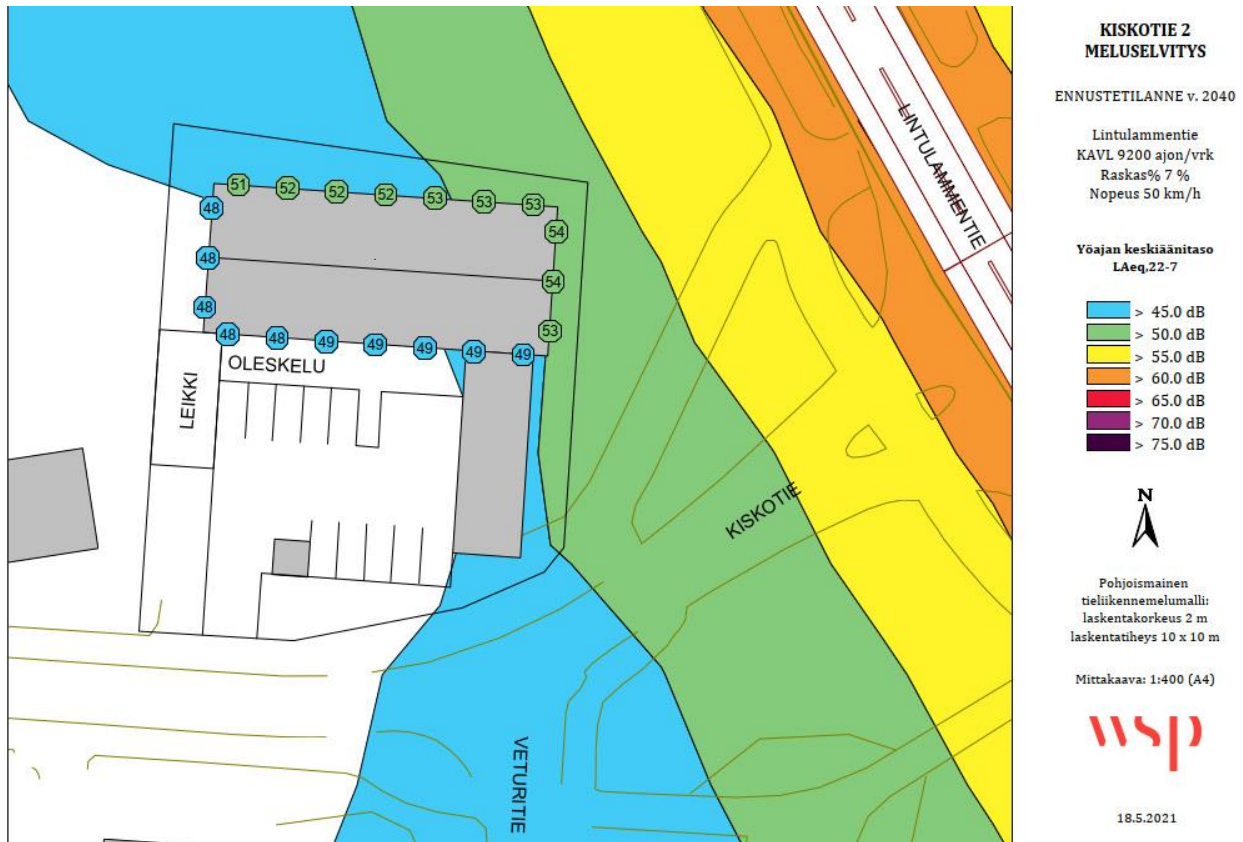 51
52
52
52
53
53
53
54
54
53
48
48
48
48
48
49
49
49
49
49
OLESKELU
LEIKKI
LINTULAMMENTIE
KISKOTIE
VETURITIE
KISKOTIE 2
MELUSELVITYS
ENNUSTETILANNE v. 2040
Lintulammentie
KAVL 9200 ajon/vrk
Raskas% 7 %
Nopeus 50 km/h
Yöajan keskiäänitaso
LAeq,22-7
> 45.0 dB
> 50.0 dB
> 55.0 dB
> 60.0 dB
> 65.0 dB
> 70.0 dB
> 75.0 dB
N
Pohjoismainen
tieliikennemelumalli:
laskentakorkeus 2 m
laskentatiheys 10 x 10 m
Mittakaava: 1:400 (A4)
wsp
18.5.2021